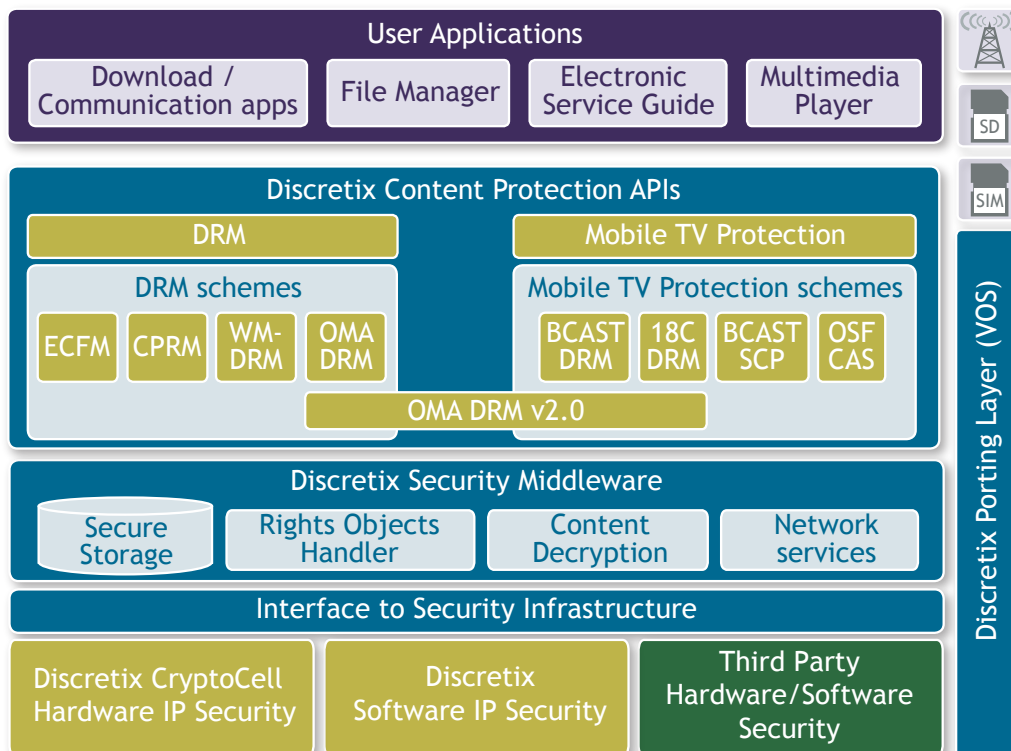 User Applications
Download /
Communication apps
File Manager
Electronic
Service Guide
Multimedia
Player
SD
SIM
Discretix Content Protection APIs
DRM
Mobile TV Protection
DRM schemes
ECFM
CPRM
WM-
DRM
OMA
DRM
Mobile TV Protection schemes
BCAST
DRM
18C
DRM
BCAST
SCP
OSF
CAS
OMA DRM v2.0
Discretix Security Middleware
Secure
Storage
Rights Objects
Handler
Content
Decryption
Network
services
Interface to Security Infrastructure
Discretix CryptoCell
Hardware IP Security
Discretix
Software IP Security
Third Party
Hardware/Software
Security
Discretix Porting Layer (VOS)